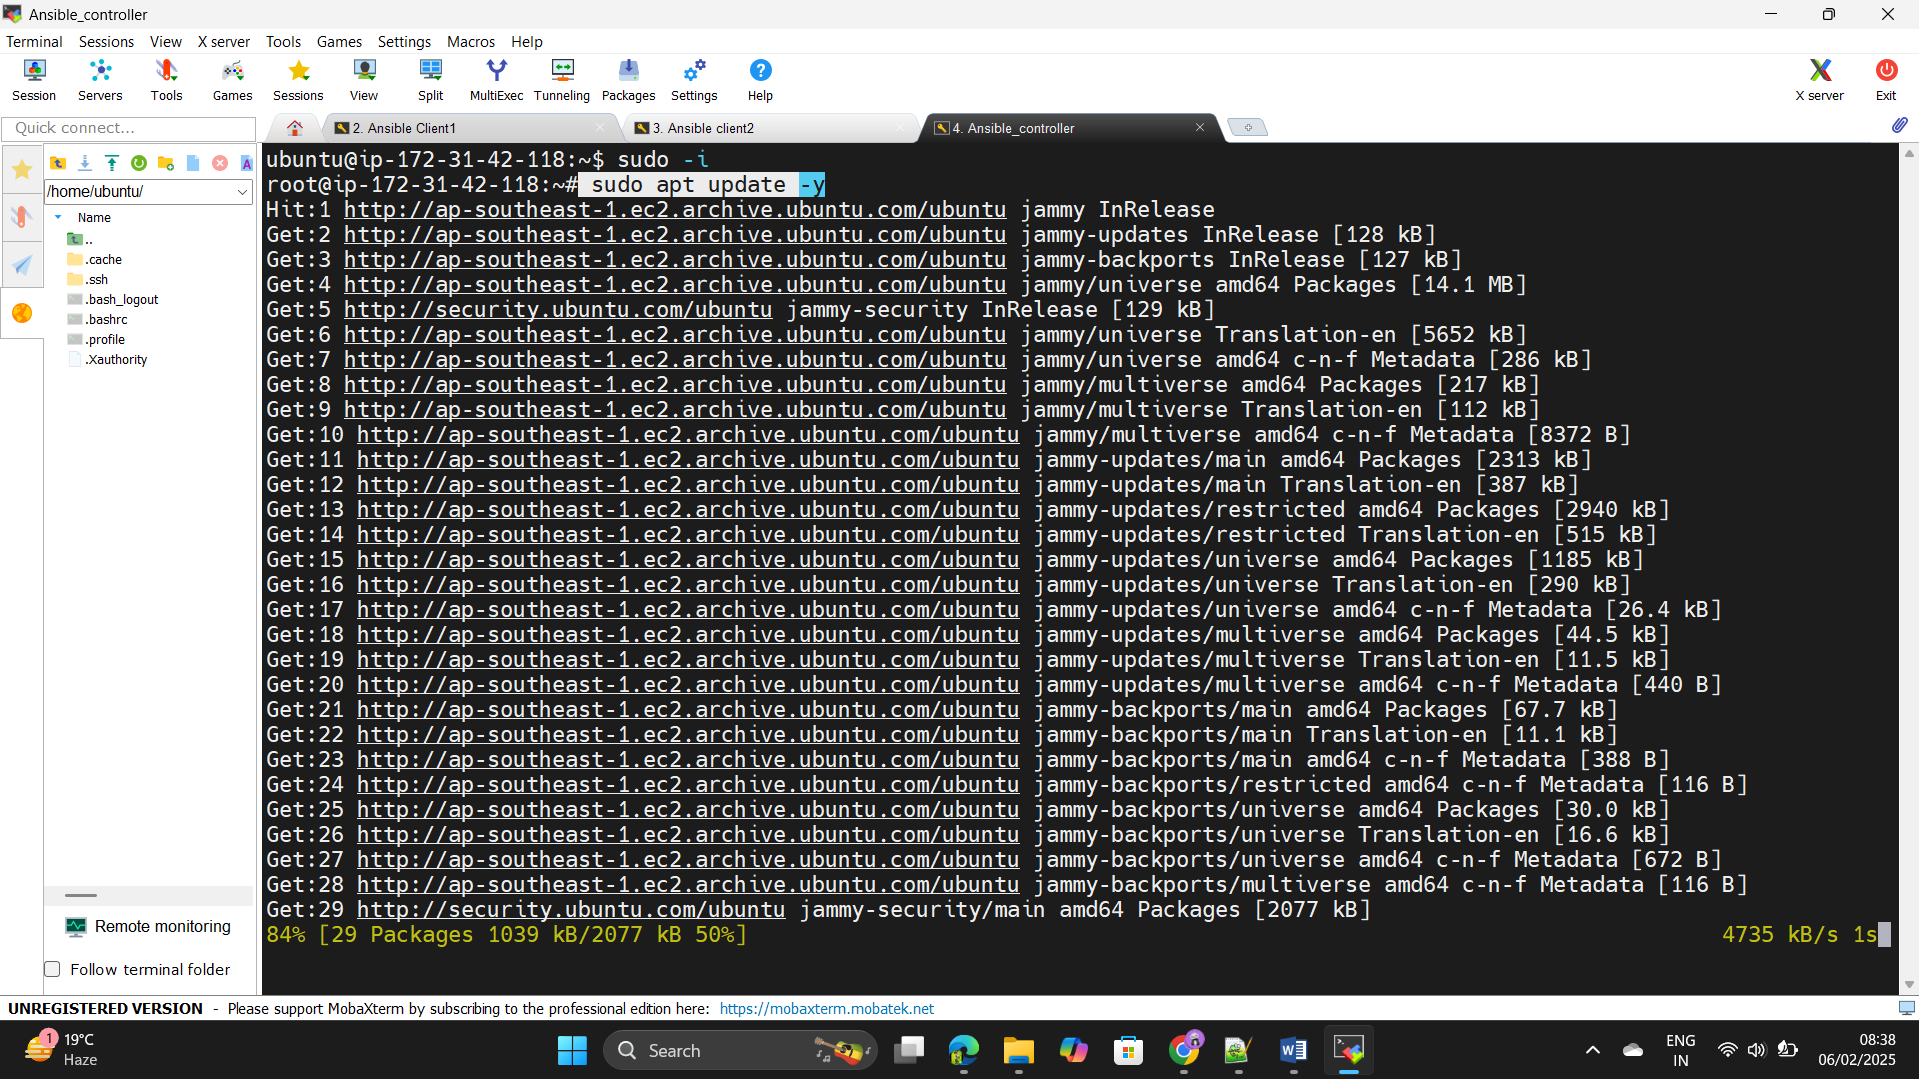 Ansible_controller
Terminal Sessions View X server Tools Games Settings Macros Help
Session Servers Tools Games Sessions View Split MultiExec Tunneling Packages Settings Help X server Exit
Quick connect... 2. Ansible Client1 3. Ansible client2 4. Ansible_controller
/home/ubuntu/
Name
..
.cache
.ssh
.bash_logout
.bashrc
.profile
.Xauthority
Remote monitoring
Follow terminal folder
ubuntu@ip-172-31-42-118:~$ sudo -i
root@ip-172-31-42-118:~# sudo apt update -y
Hit:1 http://ap-southeast-1.ec2.archive.ubuntu.com/ubuntu jammy InRelease
Get:2 http://ap-southeast-1.ec2.archive.ubuntu.com/ubuntu jammy-updates InRelease [128 kB]
Get:3 http://ap-southeast-1.ec2.archive.ubuntu.com/ubuntu jammy-backports InRelease [127 kB]
Get:4 http://ap-southeast-1.ec2.archive.ubuntu.com/ubuntu jammy/universe amd64 Packages [14.1 MB]
Get:5 http://security.ubuntu.com/ubuntu jammy-security InRelease [129 kB]
Get:6 http://ap-southeast-1.ec2.archive.ubuntu.com/ubuntu jammy/universe Translation-en [5652 kB]
Get:7 http://ap-southeast-1.ec2.archive.ubuntu.com/ubuntu jammy/universe amd64 c-n-f Metadata [286 kB]
Get:8 http://ap-southeast-1.ec2.archive.ubuntu.com/ubuntu jammy/multiverse amd64 Packages [217 kB]
Get:9 http://ap-southeast-1.ec2.archive.ubuntu.com/ubuntu jammy/multiverse Translation-en [112 kB]
Get:10 http://ap-southeast-1.ec2.archive.ubuntu.com/ubuntu jammy/multiverse amd64 c-n-f Metadata [8372 B]
Get:11 http://ap-southeast-1.ec2.archive.ubuntu.com/ubuntu jammy-updates/main amd64 Packages [2313 kB]
Get:12 http://ap-southeast-1.ec2.archive.ubuntu.com/ubuntu jammy-updates/main Translation-en [387 kB]
Get:13 http://ap-southeast-1.ec2.archive.ubuntu.com/ubuntu jammy-updates/restricted amd64 Packages [2940 kB]
Get:14 http://ap-southeast-1.ec2.archive.ubuntu.com/ubuntu jammy-updates/restricted Translation-en [515 kB]
Get:15 http://ap-southeast-1.ec2.archive.ubuntu.com/ubuntu jammy-updates/universe amd64 Packages [1185 kB]
Get:16 http://ap-southeast-1.ec2.archive.ubuntu.com/ubuntu jammy-updates/universe Translation-en [290 kB]
Get:17 http://ap-southeast-1.ec2.archive.ubuntu.com/ubuntu jammy-updates/universe amd64 c-n-f Metadata [26.4 kB]
Get:18 http://ap-southeast-1.ec2.archive.ubuntu.com/ubuntu jammy-updates/multiverse amd64 Packages [44.5 kB]
Get:19 http://ap-southeast-1.ec2.archive.ubuntu.com/ubuntu jammy-updates/multiverse Translation-en [11.5 kB]
Get:20 http://ap-southeast-1.ec2.archive.ubuntu.com/ubuntu jammy-updates/multiverse amd64 c-n-f Metadata [440 B]
Get:21 http://ap-southeast-1.ec2.archive.ubuntu.com/ubuntu jammy-backports/main amd64 Packages [67.7 kB]
Get:22 http://ap-southeast-1.ec2.archive.ubuntu.com/ubuntu jammy-backports/main Translation-en [11.1 kB]
Get:23 http://ap-southeast-1.ec2.archive.ubuntu.com/ubuntu jammy-backports/main amd64 c-n-f Metadata [388 B]
Get:24 http://ap-southeast-1.ec2.archive.ubuntu.com/ubuntu jammy-backports/restricted amd64 c-n-f Metadata [116 B]
Get:25 http://ap-southeast-1.ec2.archive.ubuntu.com/ubuntu jammy-backports/universe amd64 Packages [30.0 kB]
Get:26 http://ap-southeast-1.ec2.archive.ubuntu.com/ubuntu jammy-backports/universe Translation-en [16.6 kB]
Get:27 http://ap-southeast-1.ec2.archive.ubuntu.com/ubuntu jammy-backports/universe amd64 c-n-f Metadata [672 B]
Get:28 http://ap-southeast-1.ec2.archive.ubuntu.com/ubuntu jammy-backports/multiverse amd64 c-n-f Metadata [116 B]
Get:29 http://security.ubuntu.com/ubuntu jammy-security/main amd64 Packages [2077 kB]
84% [29 Packages 1039 kB/2077 kB 50%] 4735 kB/s 1s
UNREGISTERED VERSION - Please support MobaXterm by subscribing to the professional edition here: https://mobaxterm.mobatek.net
1 19°C
Haze
Search
ENG
IN
08:38
06/02/2025